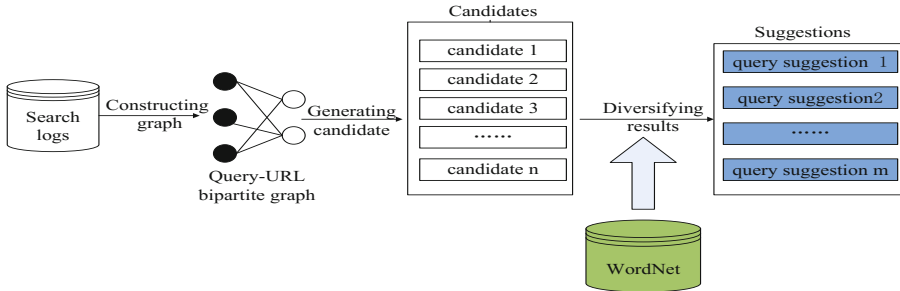 Candidates
Suggestions
candidate 1
candidate 2
candidate 3
......
candidate n
query suggestion 1
query suggestion2
......
query suggestion m
Search
logs
Constructing
graph
Query-URL
bipartite graph
Generating
candidate
Diversifying
results
WordNet